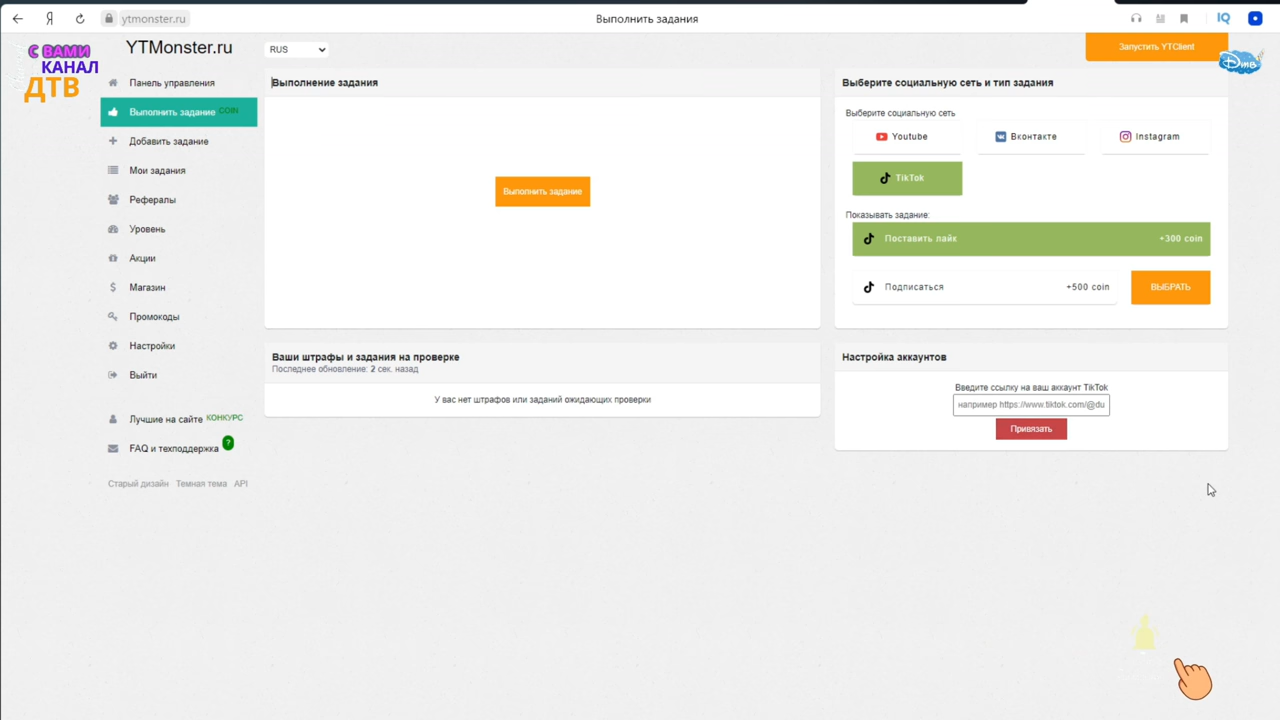 ytmonster.ru
Выполнить задания
IQ
С ВАМИ
КАНАЛ
ДТВ
YTMonster.ru
RUS
Запустить YTClient
Дтв
Панель управления
Выполнить задание COIN
Добавить задание
Мои задания
Рефералы
Уровень
Акции
Магазин
Промокоды
Настройки
Выйти
Лучшие на сайте КОНКУРС
FAQ и техподдержка ?
Старый дизайн Темная тема API
Выполнение задания
Выполнить задание
Ваши штрафы и задания на проверке
Последнее обновление: 2 сек. назад
У вас нет штрафов или заданий ожидающих проверки
Выберите социальную сеть и тип задания
Выберите социальную сеть
Youtube
Вконтакте
Instagram
TikTok
Показывать задание:
Поставить лайк +300 coin
Подписаться +500 coin
ВЫБРАТЬ
Настройка аккаунтов
Введите ссылку на ваш аккаунт TikTok
например https://www.tiktok.com/@du
Привязать